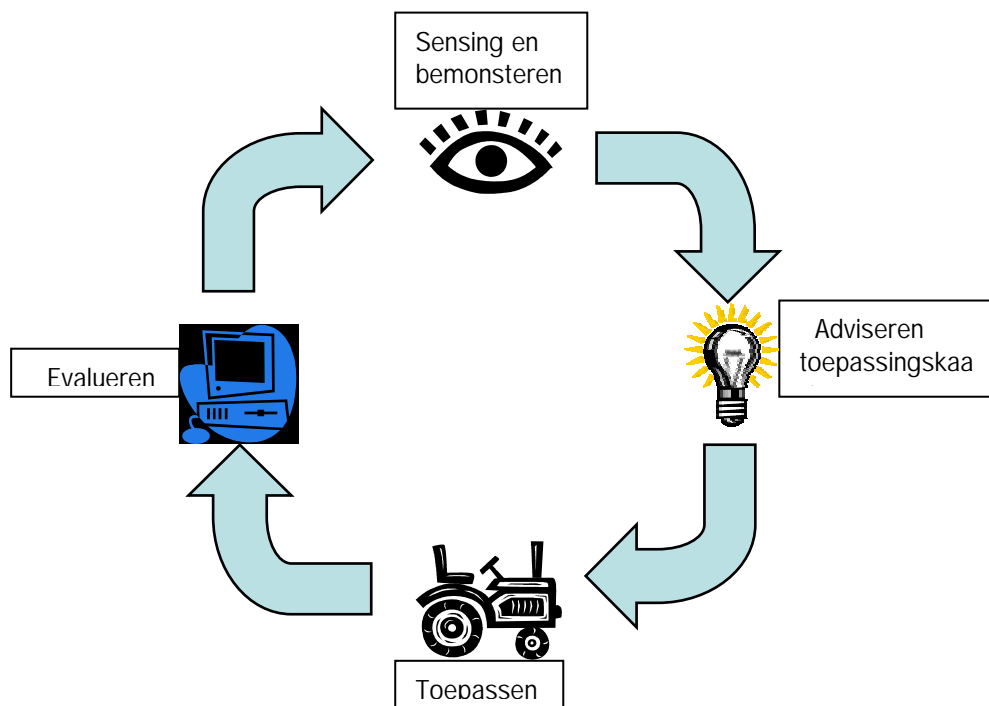 Sensing en
bemonsteren
Adviseren
toepassingskaa
Toepassen
Evalueren